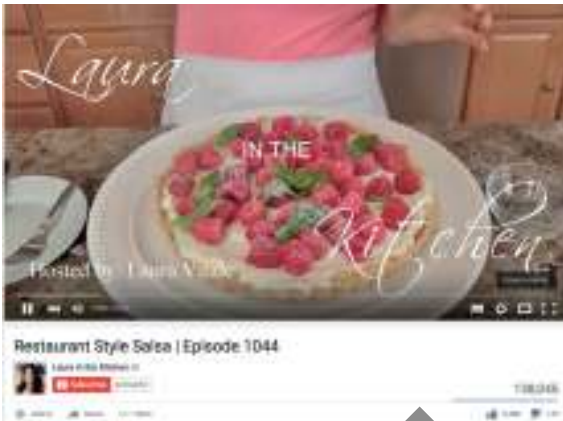 Laura
IN THE
Kitchen
Hosted by: Laura Vitale
Restaurant Style Salsa | Episode 1044
Laura in the Kitchen
Subscribe